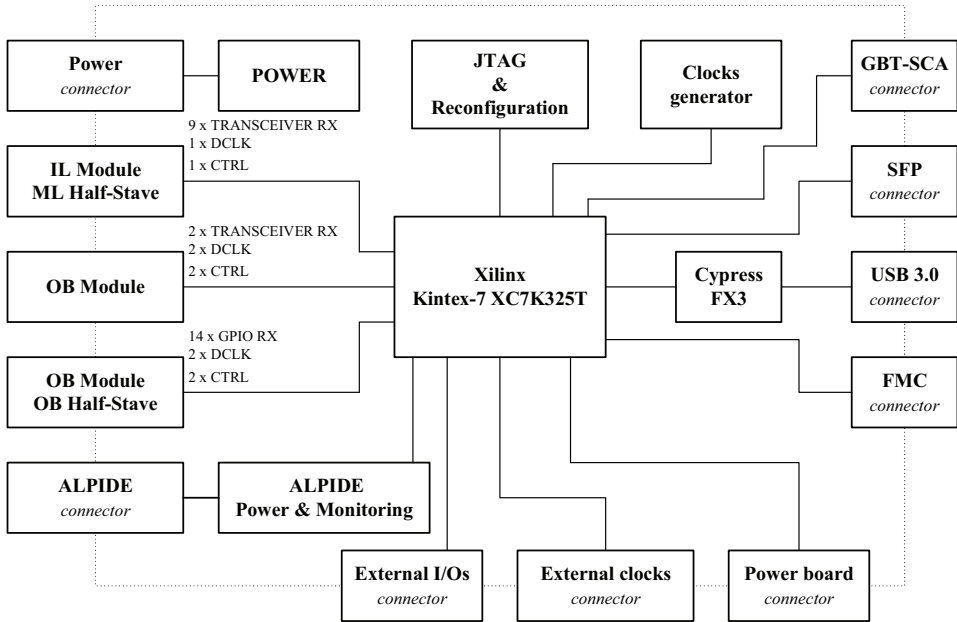 Power
connector
POWER
JTAG
&
Reconfiguration
Clocks
generator
GBT-SCA
connector
9 x TRANSCEIVER RX
1 x DCLK
1 x CTRL
IL Module
ML Half-Stave
SFP
connector
2 x TRANSCEIVER RX
2 x DCLK
2 x CTRL
OB Module
Xilinx
Kintex-7 XC7K325T
Cypress
FX3
USB 3.0
connector
14 x GPIO RX
2 x DCLK
2 x CTRL
OB Module
OB Half-Stave
FMC
connector
ALPIDE
connector
ALPIDE
Power & Monitoring
External I/Os
connector
External clocks
connector
Power board
connector